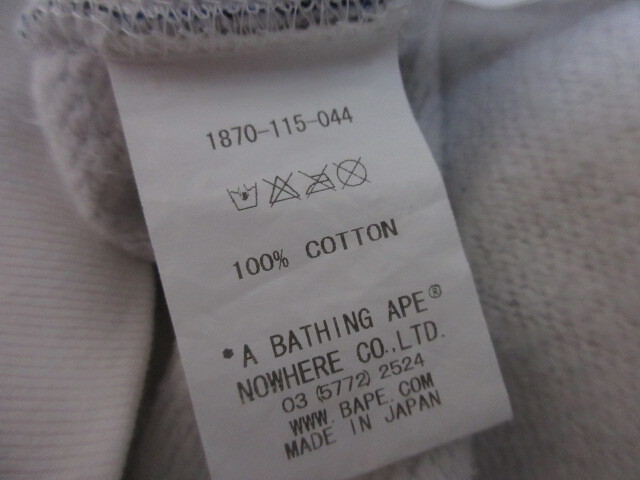 1870-115-044
100% COTTON
*A BATHING APE®
NOWHERE CO.,LTD.
03 (5772) 2524
WWW.BAPE.COM
MADE IN JAPAN